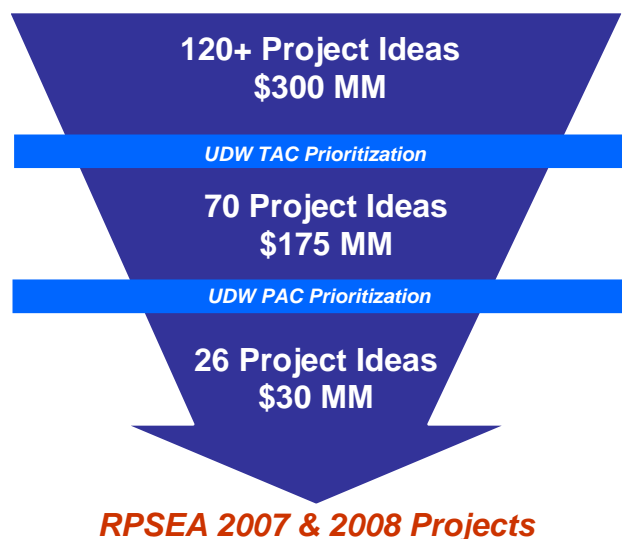 120+ Project Ideas
$300 MM
UDW TAC Prioritization
70 Project Ideas
$175 MM
UDW PAC Prioritization
26 Project Ideas
$30 MM
RPSEA 2007 & 2008 Projects